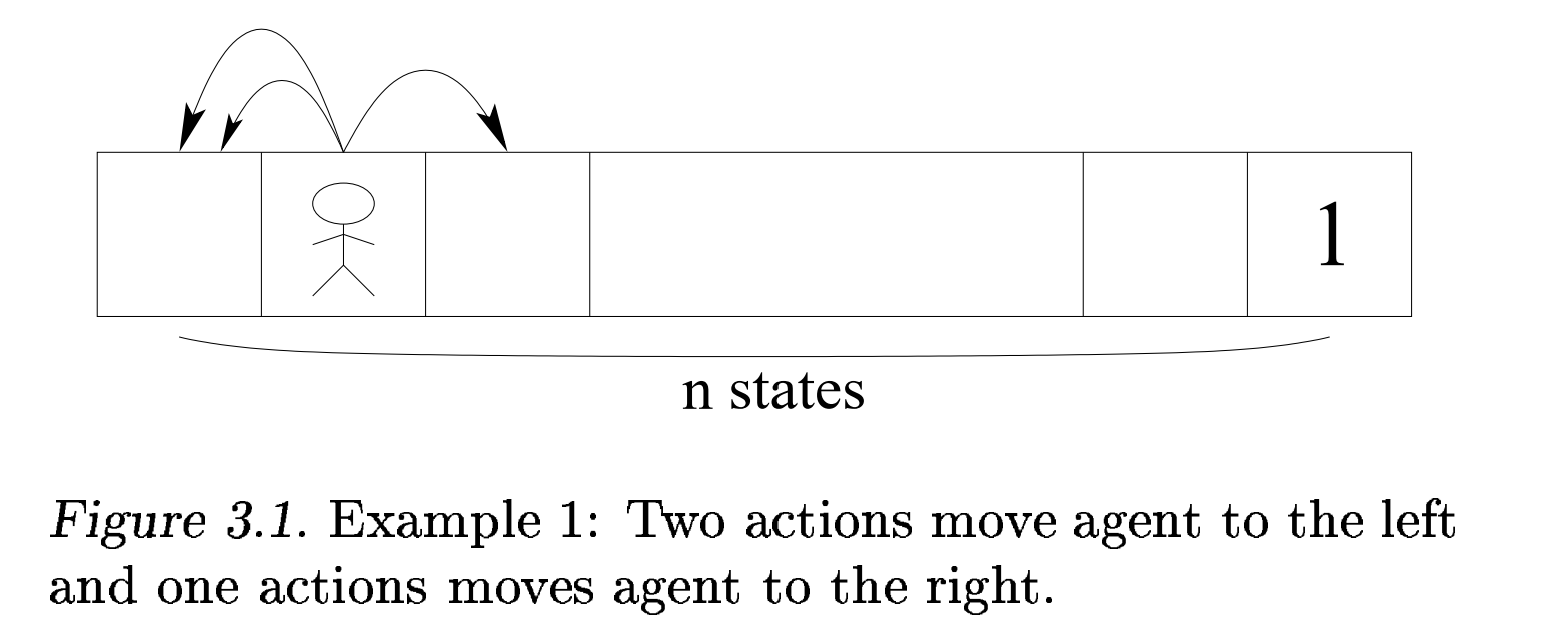 1
n states
Figure 3.1. Example 1: Two actions move agent to the left
and one actions moves agent to the right.